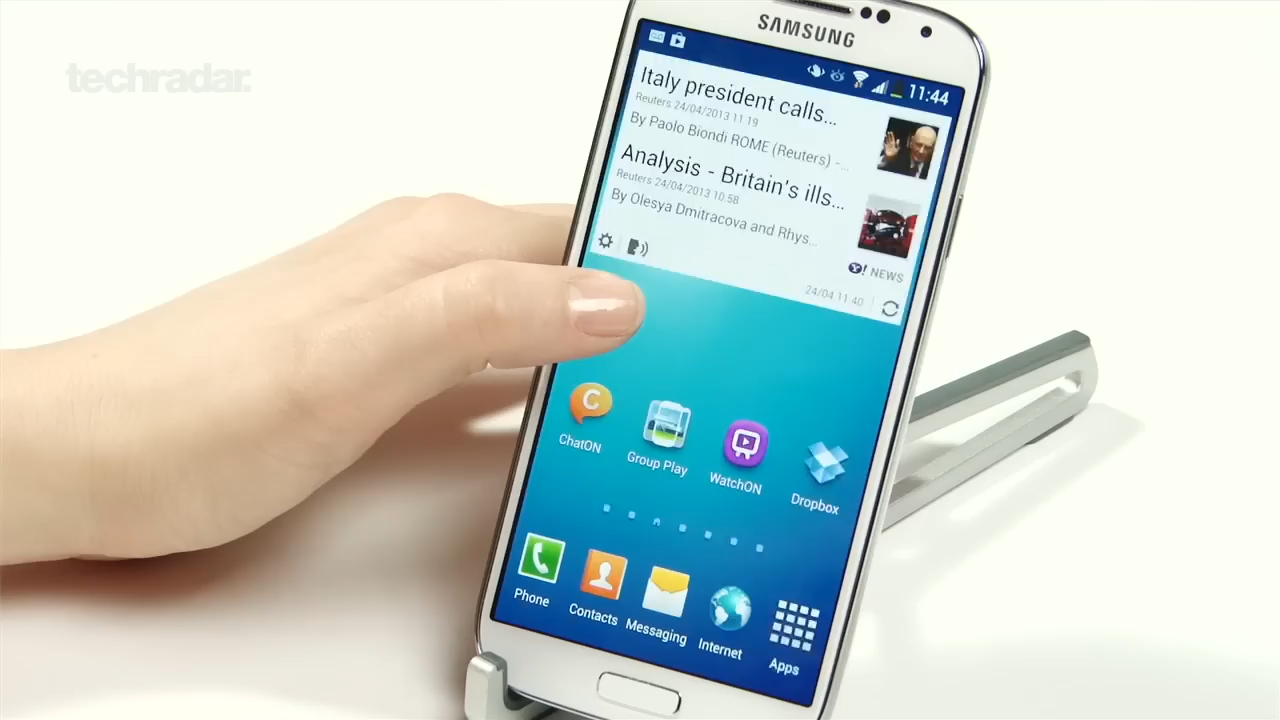 techradar.
SAMSUNG
11:44
Italy president calls...
Reuters 24/04/2013 11 19
By Paolo Biondi ROME (Reuters) -...
Analysis - Britain's ills...
Reuters 24/04/2013 10.58
By Olesya Dmitracova and Rhys...
Y! NEWS
24/04 11:40
C
ChatON
Group Play
WatchON
Dropbox
Phone
Contacts
Messaging
Internet
Apps